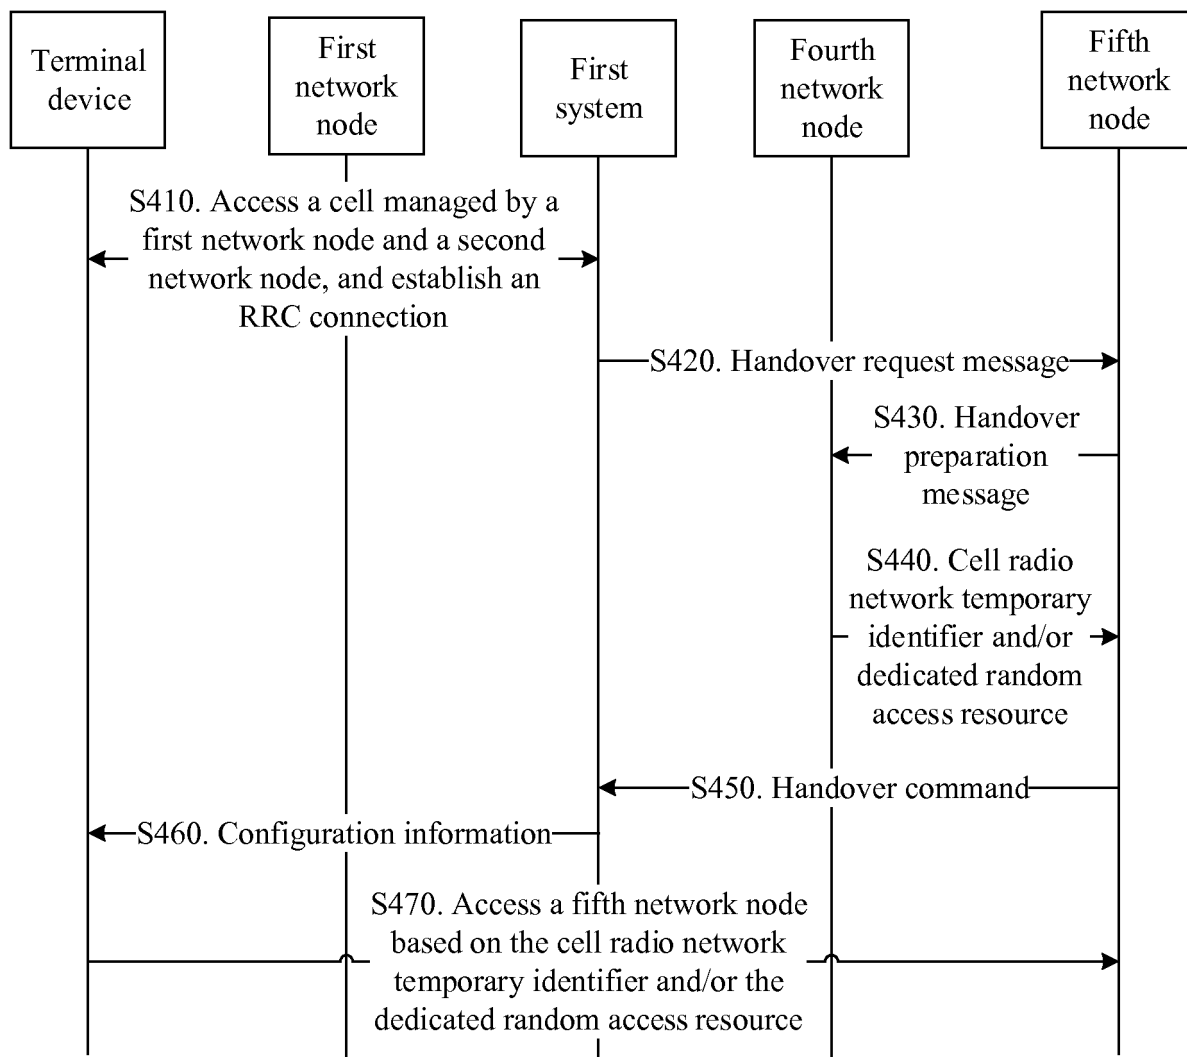 Terminal
device
First
network
node
First
system
Fourth
network
node
Fifth
network
node
S410. Access a cell managed by a
first network node and a second
network node, and establish an
RRC connection
S420. Handover request message
S430. Handover
preparation
message
S440. Cell radio
network temporary
identifier and/or
dedicated random
access resource
S450. Handover command
S460. Configuration information
S470. Access a fifth network node
based on the cell radio network
temporary identifier and/or the
dedicated random access resource